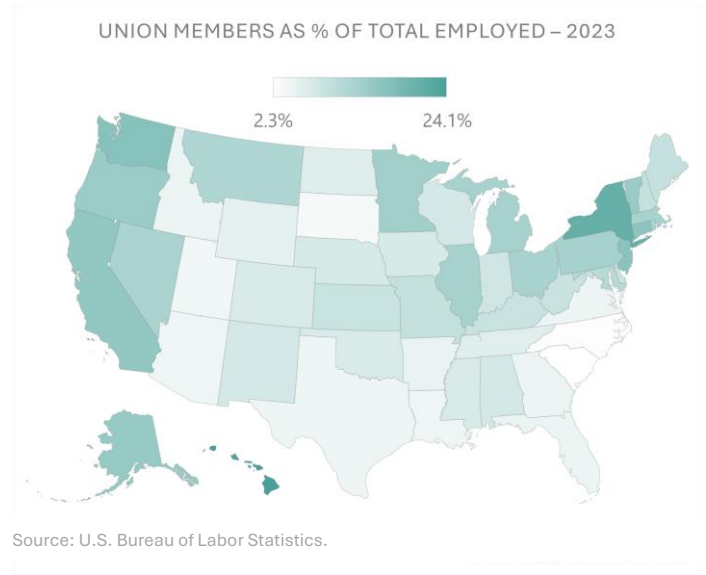 UNION MEMBERS AS % OF TOTAL EMPLOYED – 2023
2.3% 24.1%
Source: U.S. Bureau of Labor Statistics.